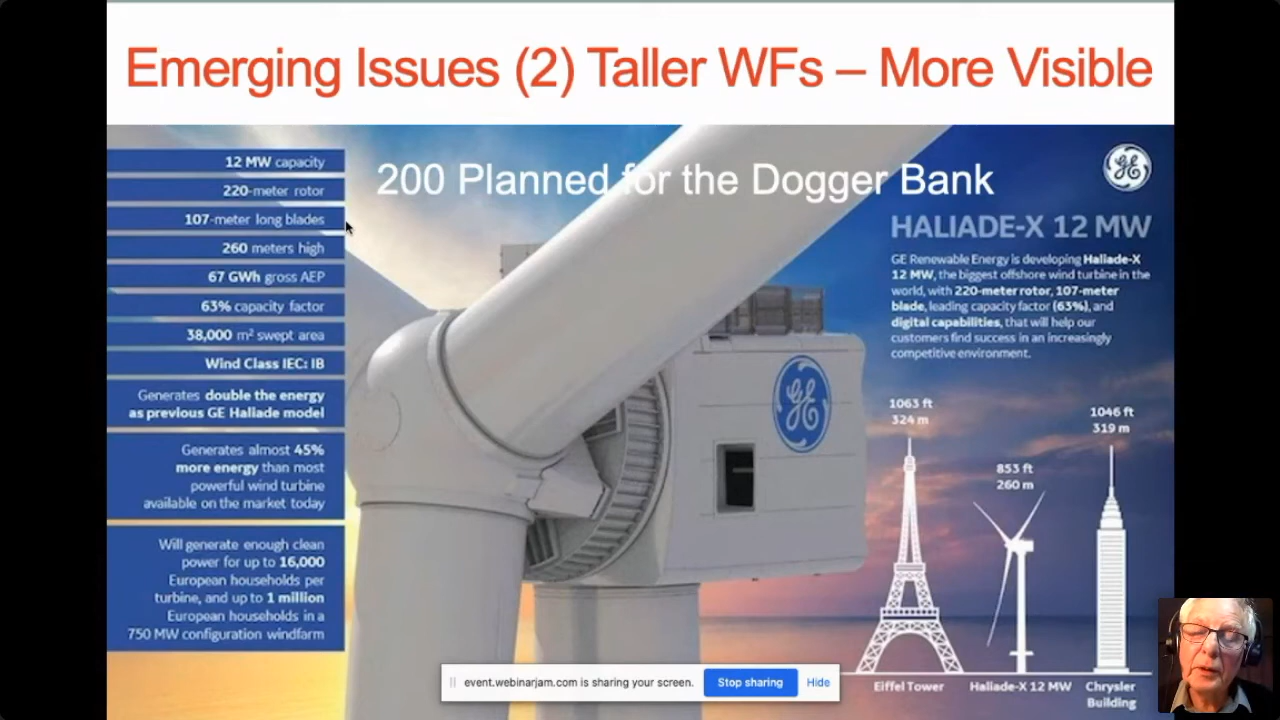 Emerging Issues (2) Taller WFs – More Visible
200 Planned for the Dogger Bank
12 MW capacity
220-meter rotor
107-meter long blades
260 meters high
67 GWh gross AEP
63% capacity factor
38,000 m² swept area
Wind Class IEC: IB
Generates double the energy
as previous GE Haliade model
Generates almost 45%
more energy than most
powerful wind turbine
available on the market today
Will generate enough clean
power for up to 16,000
European households per
turbine, and up to 1 million
European households in a
750 MW configuration windfarm
GE
HALIADE-X 12 MW
GE Renewable Energy is developing Haliade-X
12 MW, the biggest offshore wind turbine in the
world, with 220-meter rotor, 107-meter
blade, leading capacity factor (63%), and
digital capabilities, that will help our
customers find success in an increasingly
competitive environment.
GE
1063 ft
324 m
853 ft
260 m
1046 ft
319 m
Eiffel Tower
Haliade-X 12 MW
Chrysler
Building
event.webinarjam.com is sharing your screen.
Stop sharing
Hide